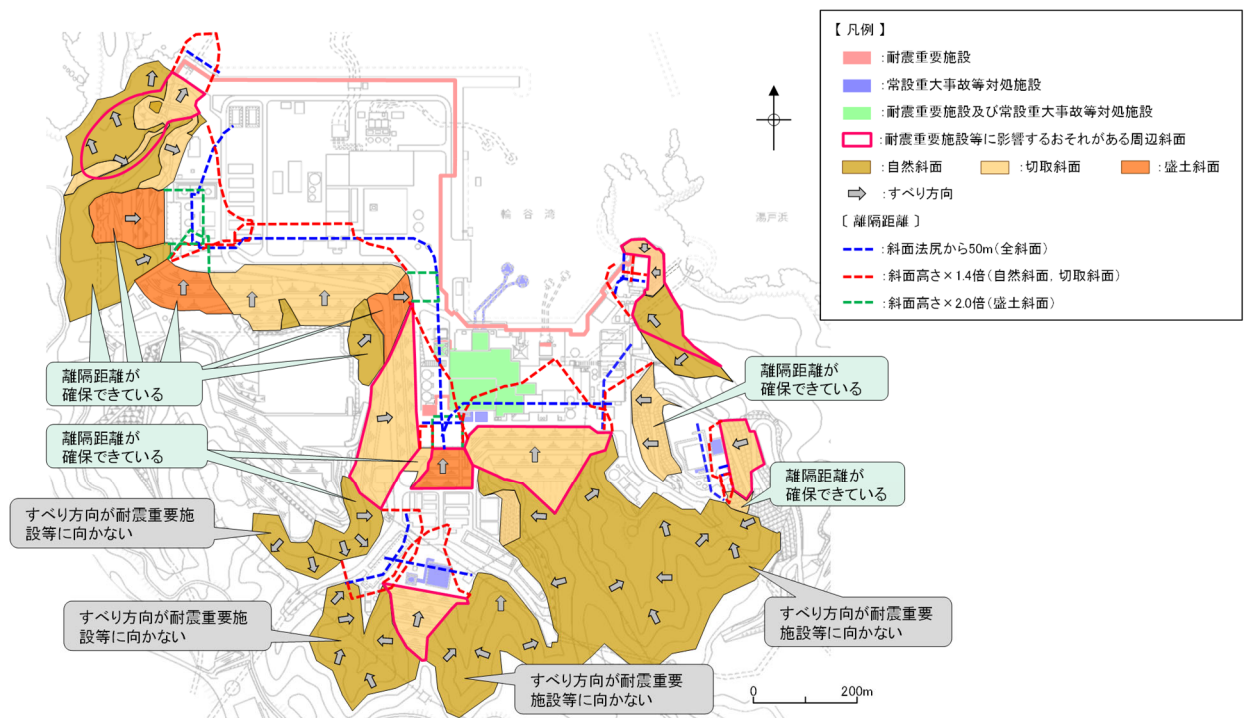 【 凡例 】
:耐震重要施設
:常設重大事故等対処施設
:耐震重要施設及び常設重大事故等対処施設
:耐震重要施設等に影響するおそれがある周辺斜面
:自然斜面
:切取斜面
:盛土斜面
:すべり方向
〔 離隔距離 〕
:斜面法尻から50m(全斜面)
:斜面高さ×1.4倍(自然斜面, 切取斜面)
:斜面高さ×2.0倍(盛土斜面)
輪谷湾
湯戸浜
離隔距離が
確保できている
離隔距離が
確保できている
離隔距離が
確保できている
離隔距離が
確保できている
すべり方向が耐震重要施
設等に向かない
すべり方向が耐震重要施
設等に向かない
すべり方向が耐震重要
施設等に向かない
すべり方向が耐震重要
施設等に向かない
0
200m